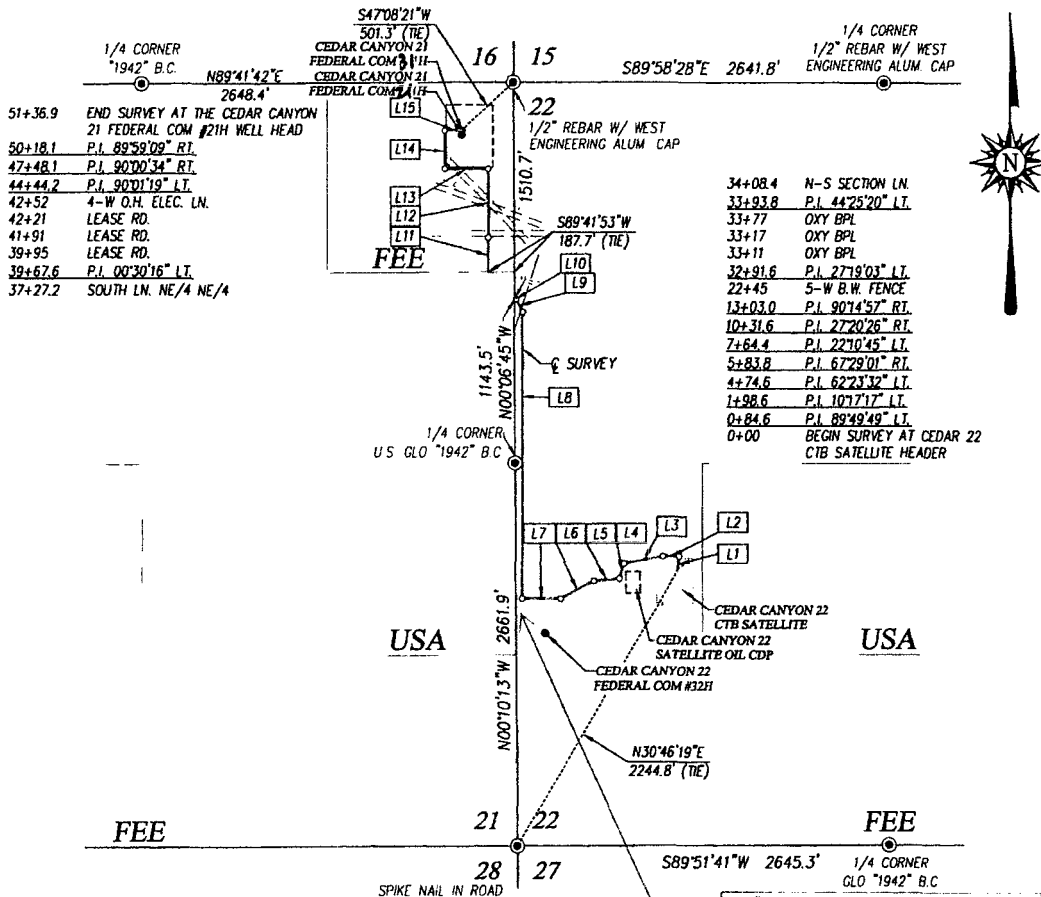 S47°08'21"W
501.3' (TIE)
CEDAR CANYON 21
FEDERAL COM 31H
CEDAR CANYON 21
FEDERAL COM 21H
1/4 CORNER
"1942" B.C.
N89°41'42"E
2648.4'
16 15
22
S89°58'28"E 2641.8'
1/4 CORNER
1/2" REBAR W/ WEST
ENGINEERING ALUM. CAP
1/2" REBAR W/ WEST
ENGINEERING ALUM CAP
N
51+36.9 END SURVEY AT THE CEDAR CANYON
21 FEDERAL COM #21H WELL HEAD
50+18.1 P.I. 89°59'09" RT.
47+48.1 P.I. 90°00'34" RT.
44+44.2 P.I. 90°01'19" LT.
42+52 4-W O.H. ELEC. LN.
42+21 LEASE RD.
41+91 LEASE RD.
39+95 LEASE RD.
39+67.6 P.I. 00°30'16" LT.
37+27.2 SOUTH LN. NE/4 NE/4
L15
L14
L13
L12
L11
FEE
1510.7'
S89°41'53"W
187.7' (TIE)
L10
L9
34+08.4 N-S SECTION LN.
33+93.8 P.I. 44°25'20" LT.
33+77 OXY BPL
33+17 OXY BPL
33+11 OXY BPL
32+91.6 P.I. 27°19'03" LT.
22+45 5-W B.W. FENCE
13+03.0 P.I. 90°14'57" RT.
10+31.6 P.I. 27°20'26" RT.
7+64.4 P.I. 22°10'45" LT.
5+83.8 P.I. 67°29'01" RT.
4+74.6 P.I. 62°23'32" LT.
1+98.6 P.I. 10°17'17" LT.
0+84.6 P.I. 89°49'49" LT.
0+00 BEGIN SURVEY AT CEDAR 22
CTB SATELLITE HEADER
1143.5'
N00°06'45"W
℄ SURVEY
L8
1/4 CORNER
U S GLO "1942" B.C
L7 L6 L5 L4 L3 L2
L1
CEDAR CANYON 22
CTB SATELLITE
CEDAR CANYON 22
SATELLITE OIL CDP
CEDAR CANYON 22
FEDERAL COM #32H
USA
USA
N00°10'13"W 2661.9'
N30°46'19"E
2244.8' (TIE)
FEE
21 22
28 27
FEE
S89°51'41"W 2645.3'
1/4 CORNER
GLO "1942" B.C
SPIKE NAIL IN ROAD